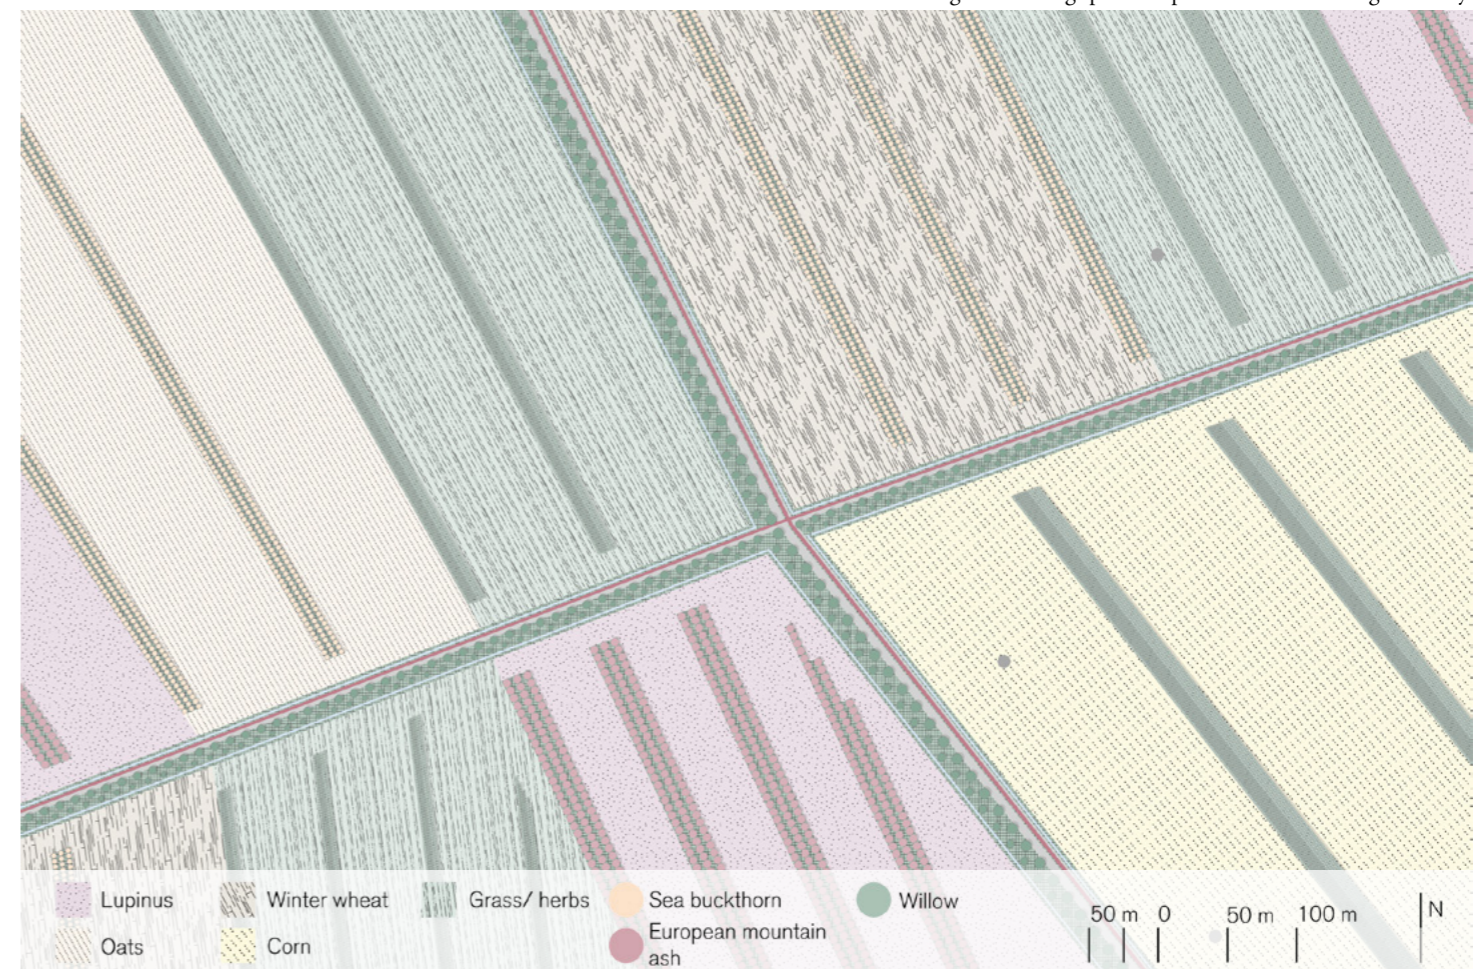 Lupinus
Winter wheat
Grass/ herbs
Sea buckthorn
Willow
Oats
Corn
European mountain
ash
50 m 0 50 m 100 m
N